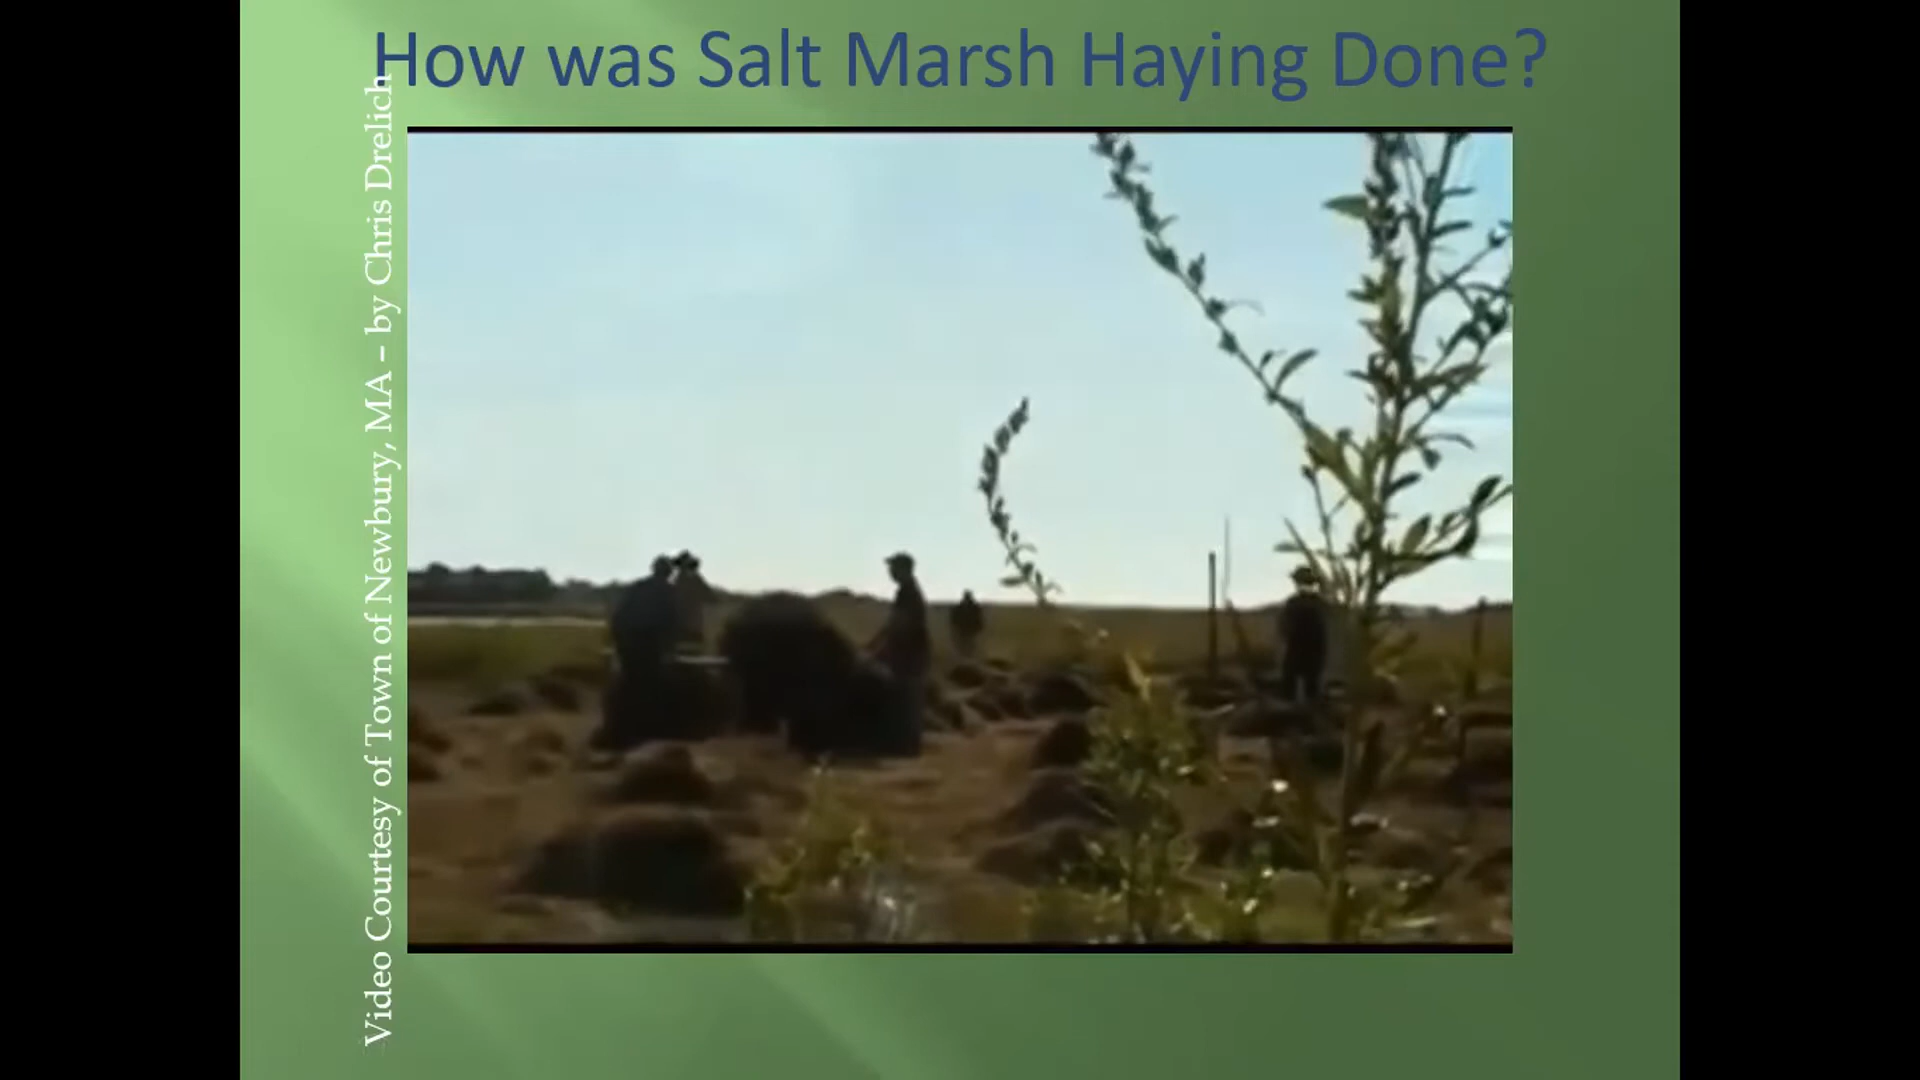 How was Salt Marsh Haying Done?
Video Courtesy of Town of Newbury, MA – by Chris Drelich